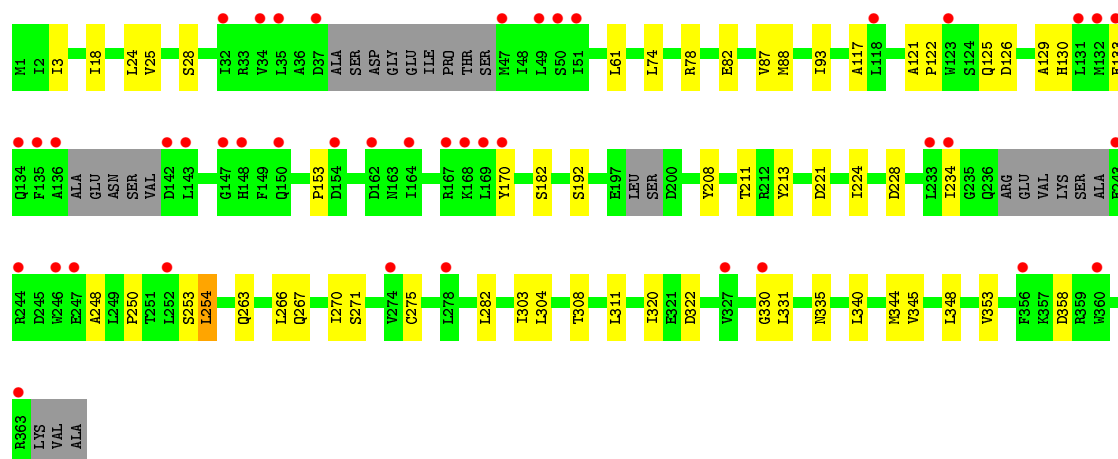 M1 I2 I3 I18 L24 V25 S28 I32 R33 V34 L35 A36 D37 ALA SER ASP GLY GLU ILE PRO THR SER M47 I48 L49 S50 I51 L61 L74 R78 E82 V87 M88 I93 A117 L118 A121 P122 W123 S124 Q125 D126 A129 H130 L131 M132 E133
Q134 F135 A136 ALA GLU ASN SER VAL D142 L143 G147 H148 F149 Q150 P153 D154 D162 N163 I164 R167 K168 L169 Y170 S182 S192 E197 LEU SER D200 Y208 T211 R212 Y213 D221 I224 D228 L233 I234 G235 Q236 ARG GLU VAL LYS SER ALA
R244 D245 W246 E247 A248 L249 P250 T251 L252 S253 L254 Q263 L266 Q267 I270 S271 V274 C275 L278 L282 I303 L304 T308 L311 I320 E321 D322 V327 G330 L331 N335 L340 M344 V345 L348 V353 F356 K357 D358 R359 W360
R363 LYS VAL ALA